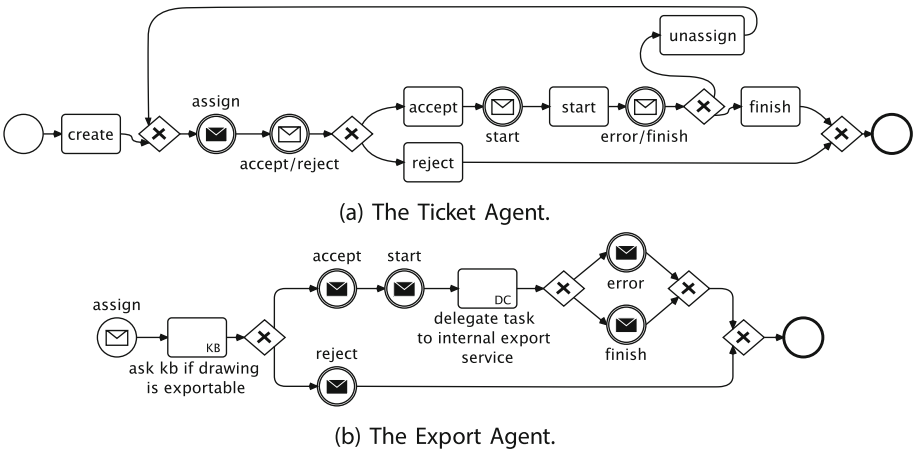 unassign
assign
create
accept
start
error/finish
start
finish
accept/reject
reject
(a) The Ticket Agent.
accept
start
error
assign
DC
delegate task
to internal export
service
KB
ask kb if drawing
is exportable
reject
finish
(b) The Export Agent.